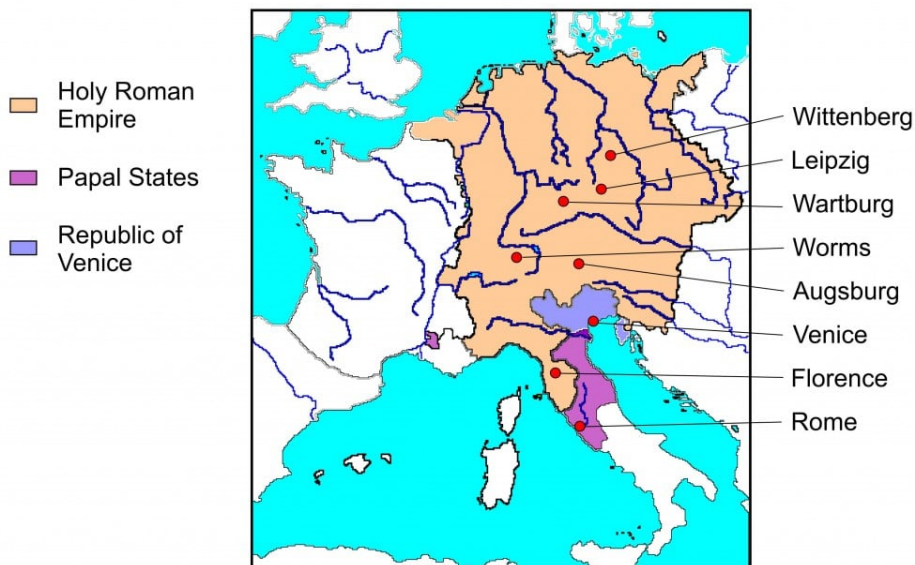 Holy Roman
Empire
Papal States
Republic of
Venice
Wittenberg
Leipzig
Wartburg
Worms
Augsburg
Venice
Florence
Rome